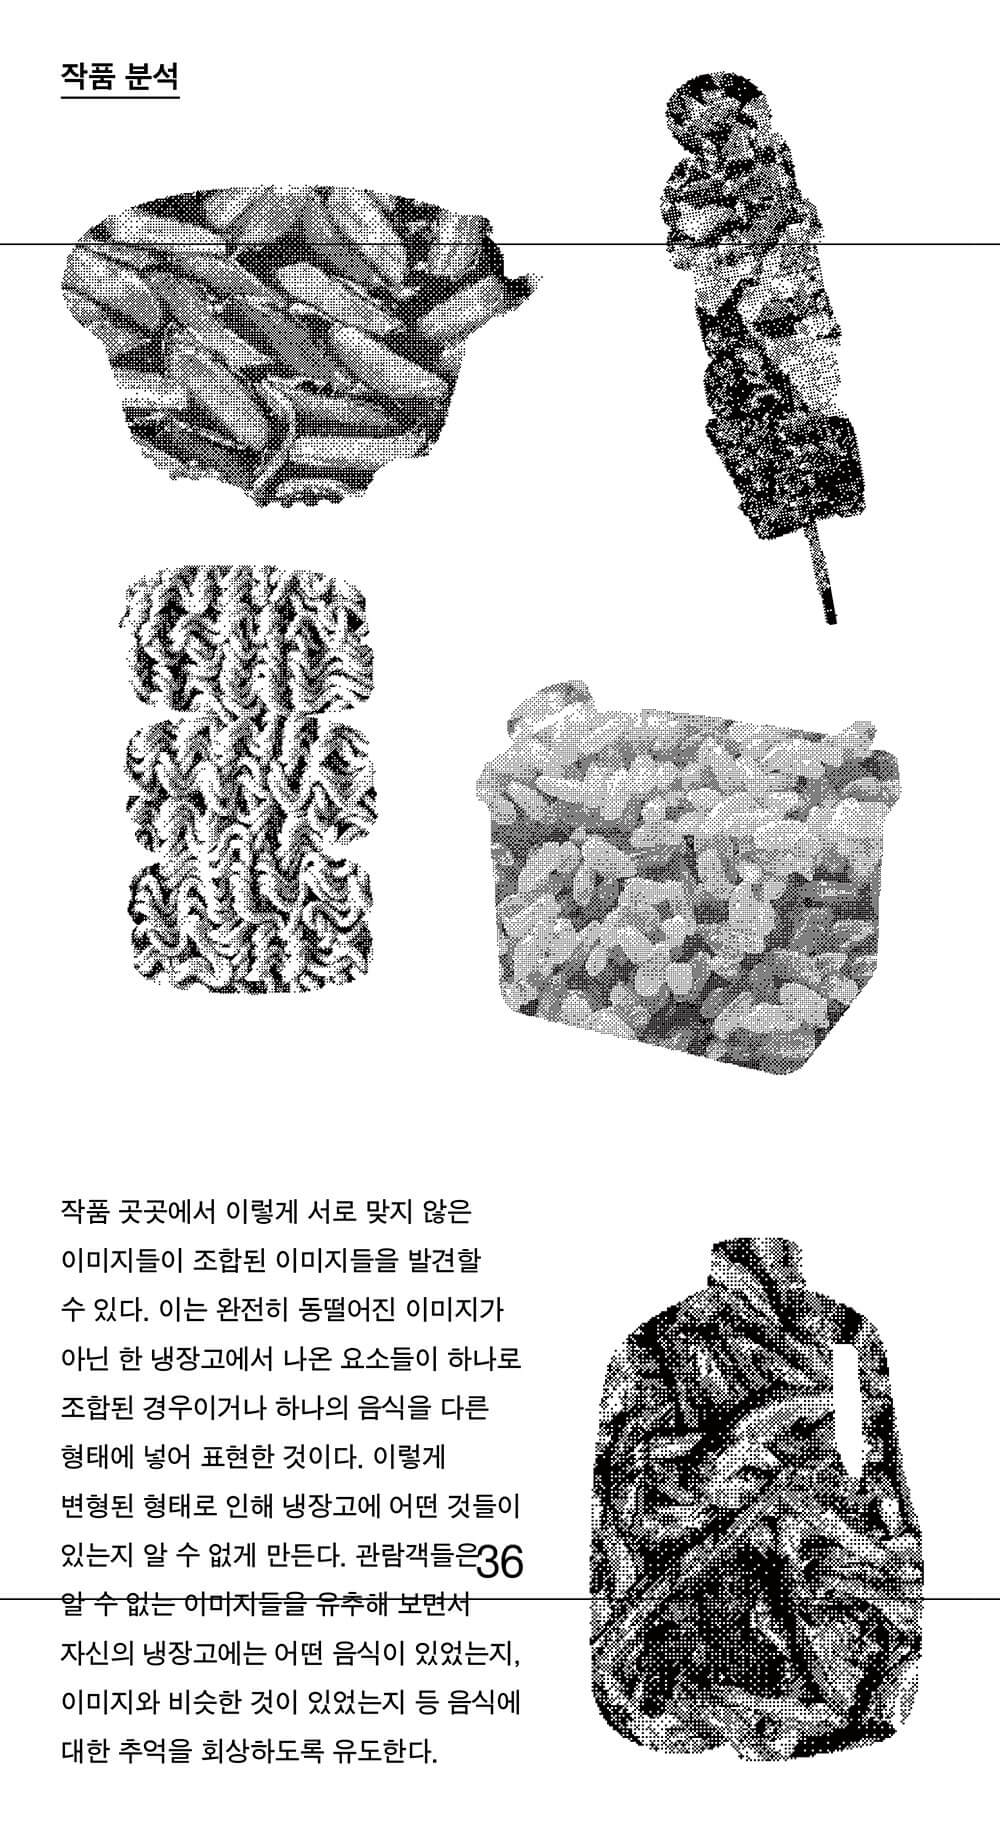 작품 분석
작품 곳곳에서 이렇게 서로 맞지 않은
이미지들이 조합된 이미지들을 발견할
수 있다. 이는 완전히 동떨어진 이미지가
아닌 한 냉장고에서 나온 요소들이 하나로
조합된 경우이거나 하나의 음식을 다른
형태에 넣어 표현한 것이다. 이렇게
변형된 형태로 인해 냉장고에 어떤 것들이
있는지 알 수 없게 만든다. 관람객들은
36
알 수 없는 이미지들을 유추해 보면서
자신의 냉장고에는 어떤 음식이 있었는지,
이미지와 비슷한 것이 있었는지 등 음식에
대한 추억을 회상하도록 유도한다.